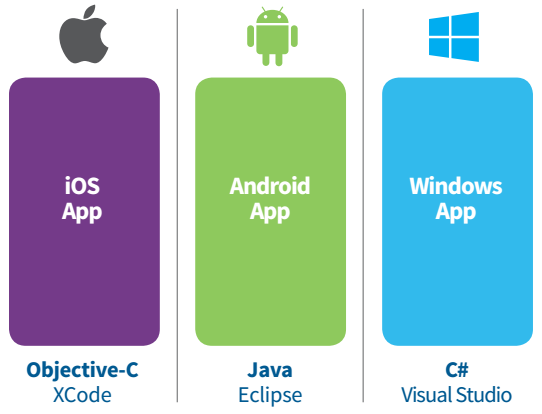 iOS
App
Android
App
Windows
App
Objective-C
XCode
Java
Eclipse
C#
Visual Studio